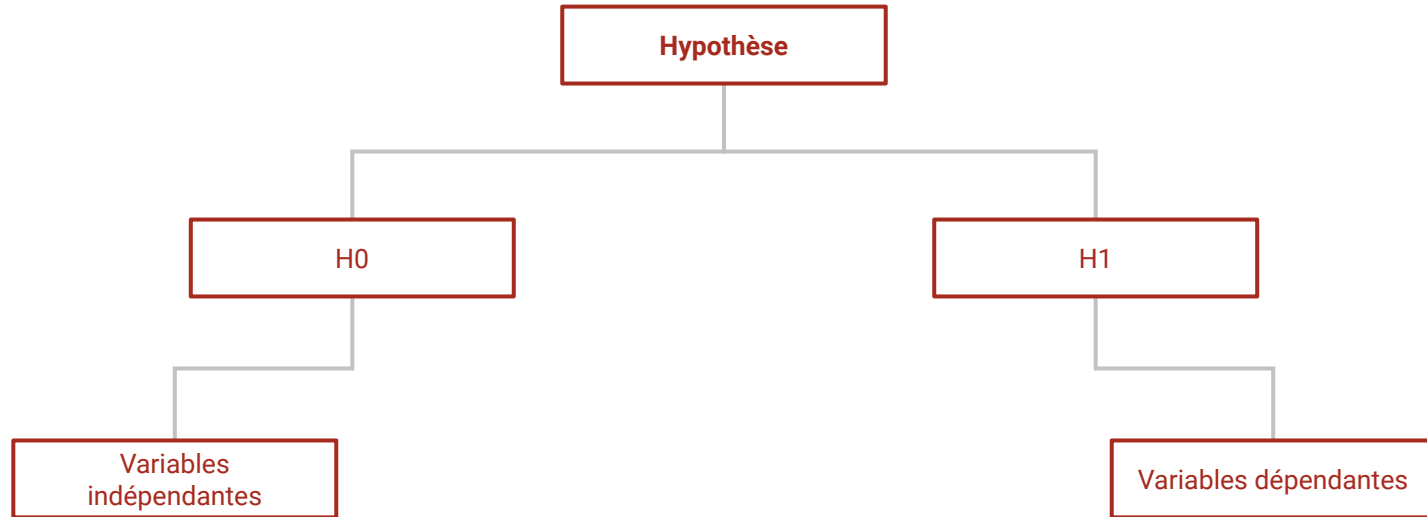 Hypothèse
H0
H1
Variables
indépendantes
Variables dépendantes